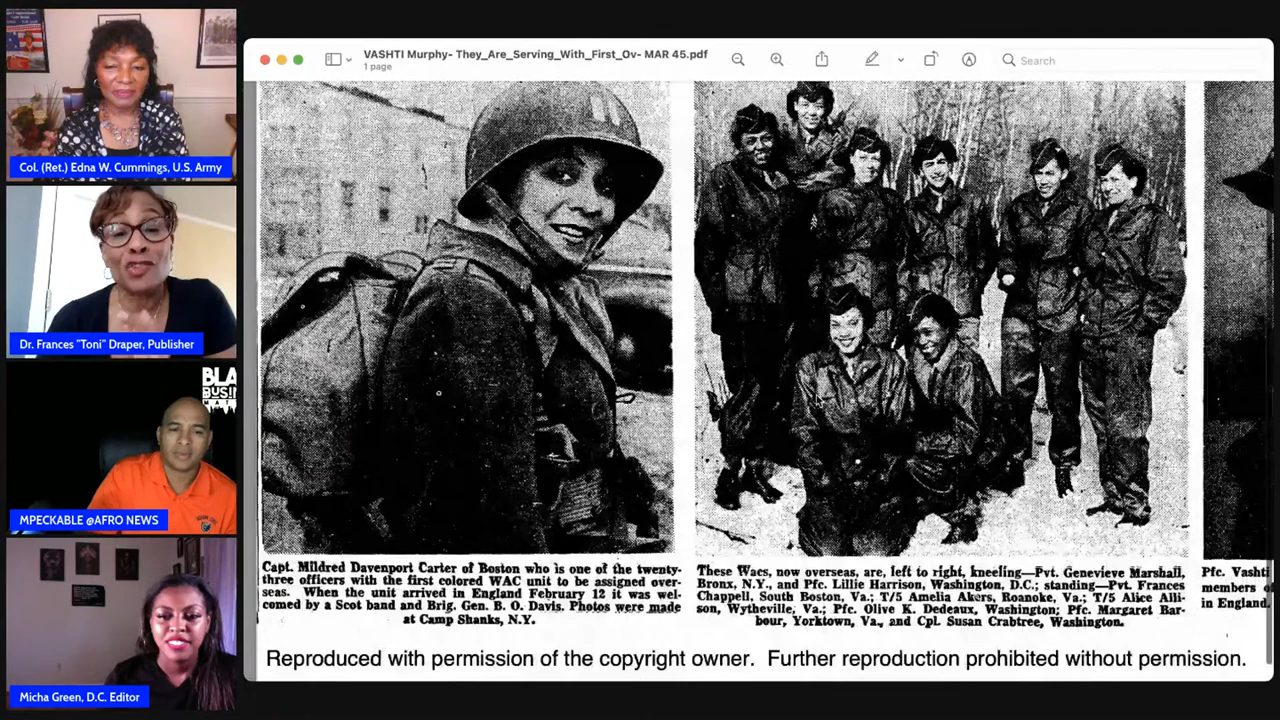 Col. (Ret.) Edna W. Cummings, U.S. Army
Dr. Frances "Toni" Draper, Publisher
BLA
BUSIN
MAT
MPECKABLE @AFRO NEWS
Micha Green, D.C. Editor
VASHTI Murphy- They_Are_Serving_With_First_Ov- MAR 45.pdf
1 page
Search
Capt. Mildred Davenport Carter of Boston who is one of the twenty-
three officers with the first colored WAC unit to be assigned over-
seas. When the unit arrived in England February 12 it was wel-
comed by a Scot band and Brig. Gen. B. O. Davis. Photos were made
at Camp Shanks, N.Y.
These Wacs, now overseas, are, left to right, kneeling—Pvt. Genevieve Marshall,
Bronx, N.Y., and Pfc. Lillie Harrison, Washington, D.C.; standing—Pvt. Frances
Chappell, South Boston, Va.; T/5 Amelia Akers, Roanoke, Va.; T/5 Alice Alli-
son, Wytheville, Va.; Pfc. Olive K. Dedeaux, Washington; Pfc. Margaret Bar-
bour, Yorktown, Va., and Cpl. Susan Crabtree, Washington.
Pfc. Vashti
members o
in England.
Reproduced with permission of the copyright owner. Further reproduction prohibited without permission.